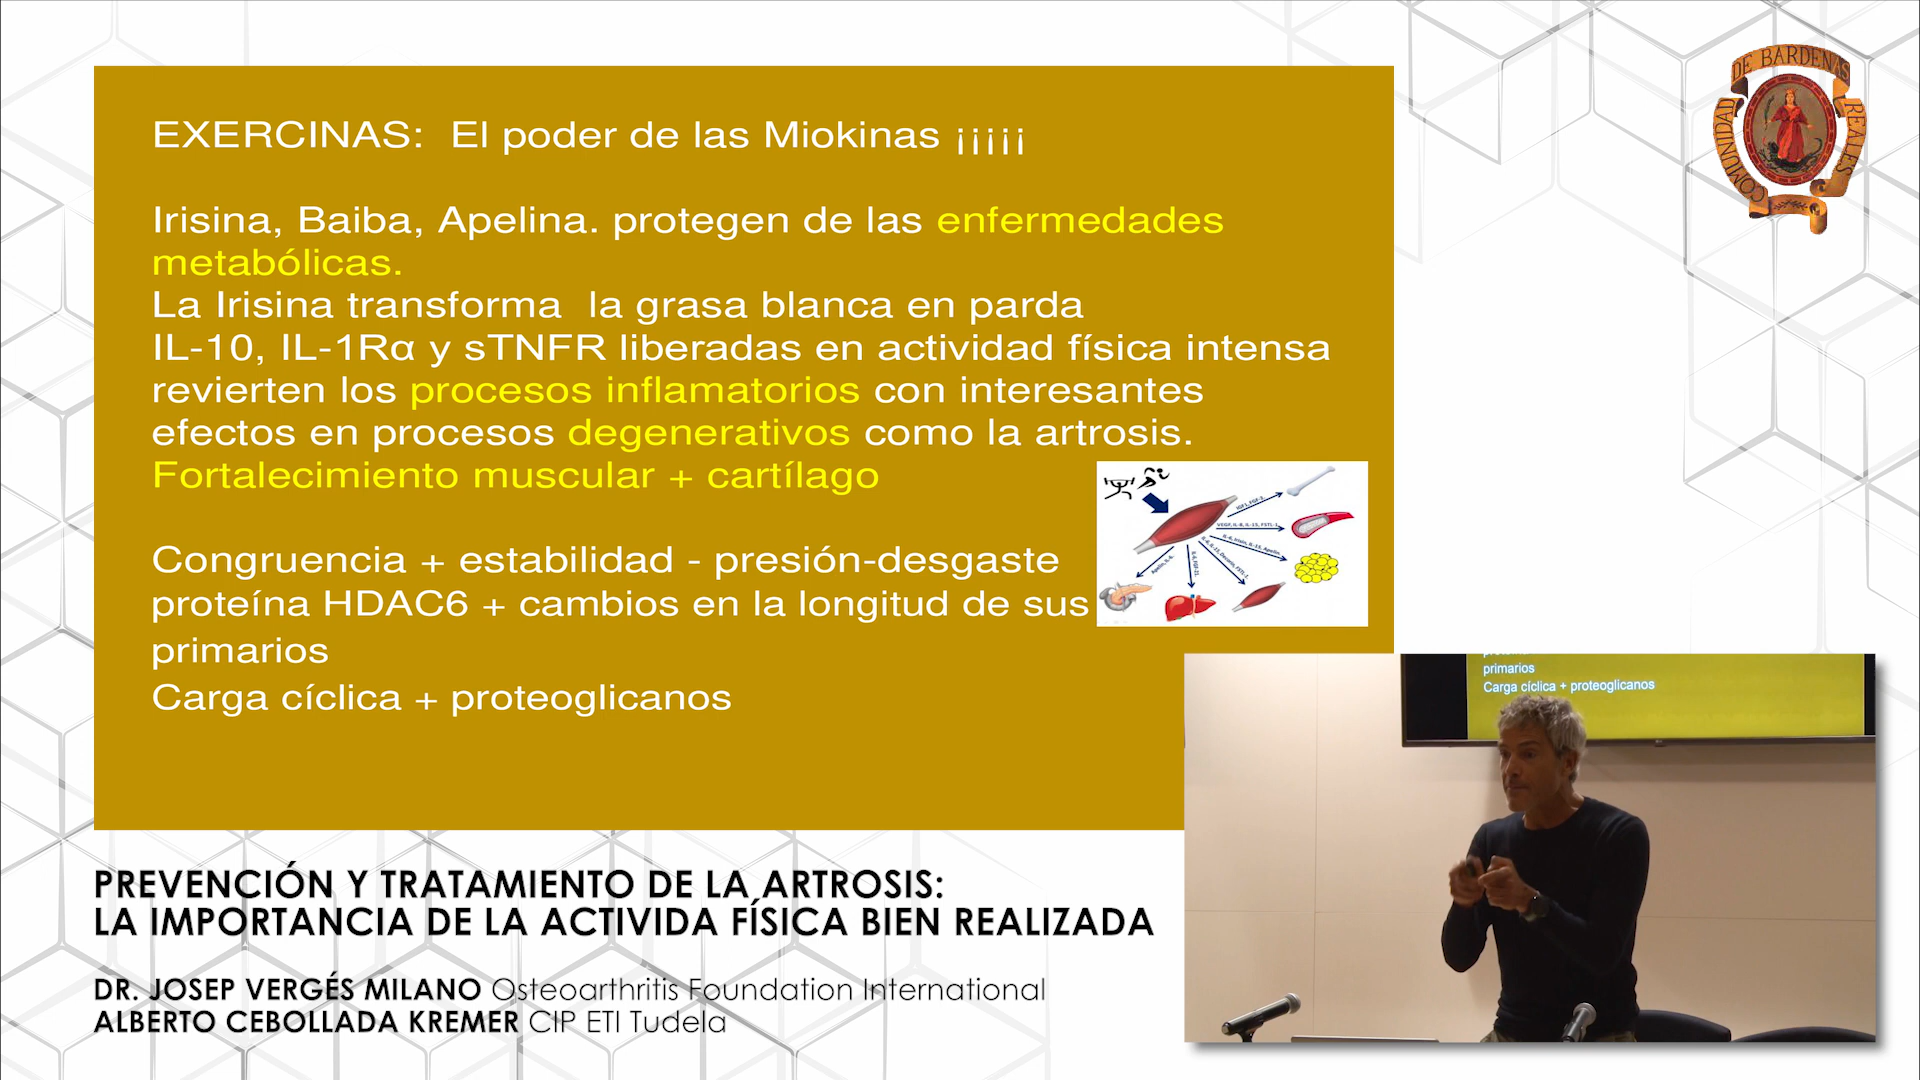 EXERCINAS:  El poder de las Miokinas ¡¡¡¡¡
Irisina, Baiba, Apelina. protegen de las enfermedades
metabólicas.
La Irisina transforma  la grasa blanca en parda
IL-10, IL-1Rα y sTNFR liberadas en actividad física intensa
revierten los procesos inflamatorios con interesantes
efectos en procesos degenerativos como la artrosis.
Fortalecimiento muscular + cartílago
Congruencia + estabilidad - presión-desgaste
proteína HDAC6 + cambios en la longitud de sus
primarios
Carga cíclica + proteoglicanos
COMUNIDAD DE BARDENAS REALES
primarios
Carga cíclica + proteoglicanos
PREVENCIÓN Y TRATAMIENTO DE LA ARTROSIS:
LA IMPORTANCIA DE LA ACTIVIDA FÍSICA BIEN REALIZADA
DR. JOSEP VERGÉS MILANO Osteoarthritis Foundation International
ALBERTO CEBOLLADA KREMER CIP ETI Tudela